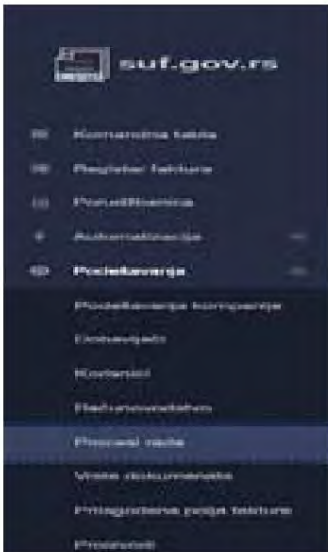 suf.gov.rs
Komandna tabla
Registar faktura
Porudžbenica
Automatizacija
Podešavanja
Podešavanja kompanije
Dobavljači
Korisnici
Računovodstvo
Procesi rada
Vrste dokumenata
Prilagođena polja fakture
Proizvodi